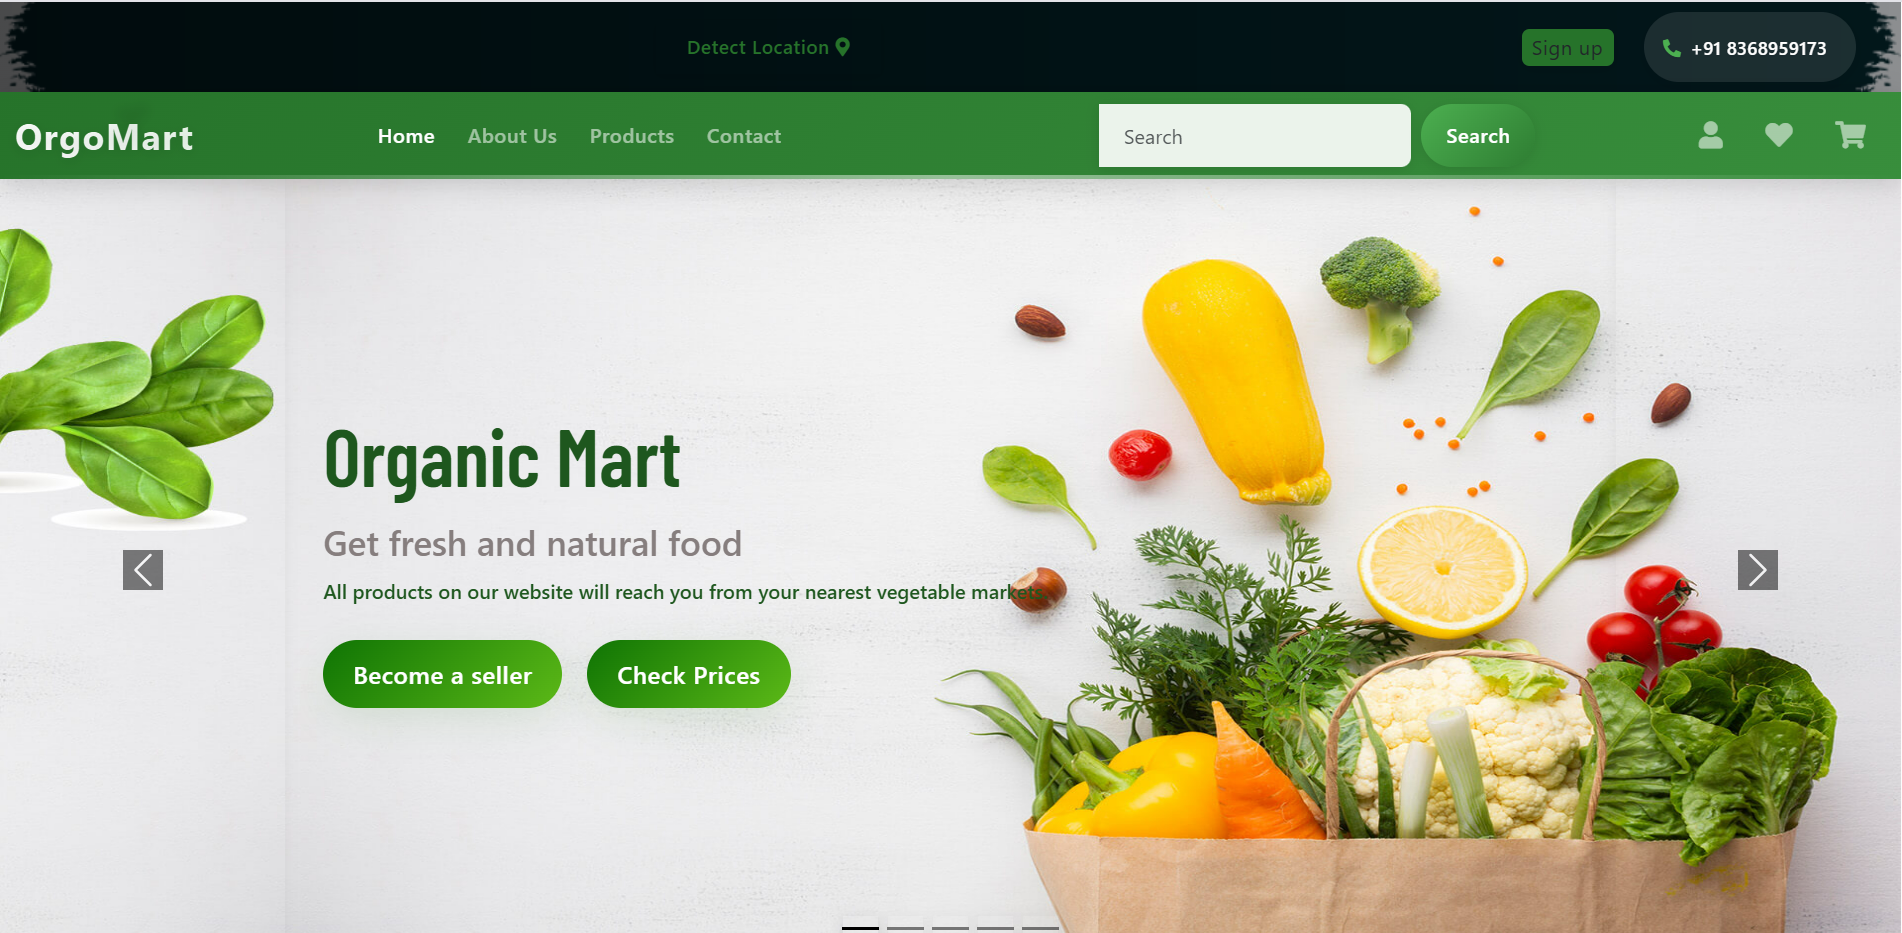 Detect Location
Sign up
+91 8368959173
OrgoMart
Home
About Us
Products
Contact
Search
Search
Organic Mart
Get fresh and natural food
All products on our website will reach you from your nearest vegetable markets.
Become a seller
Check Prices